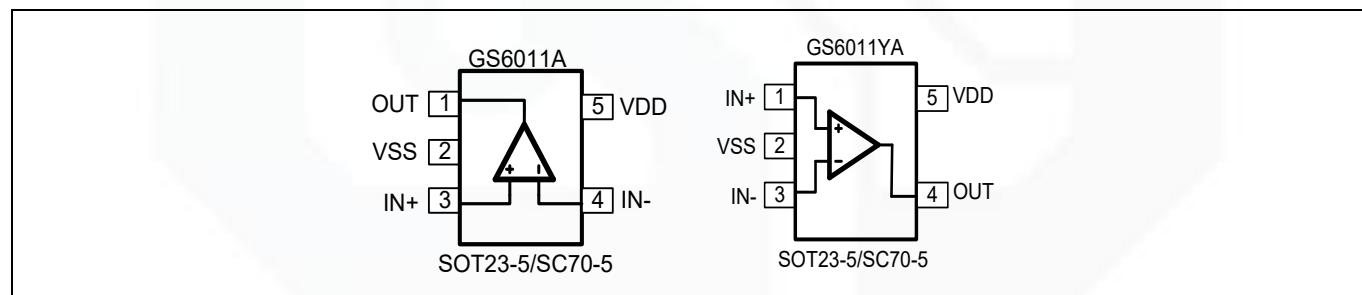 GS6011A
OUT 1 5 VDD
VSS 2
IN+ 3 4 IN-
+ -
SOT23-5/SC70-5
GS6011YA
IN+ 1 5 VDD
VSS 2
IN- 3 4 OUT
+
-
SOT23-5/SC70-5